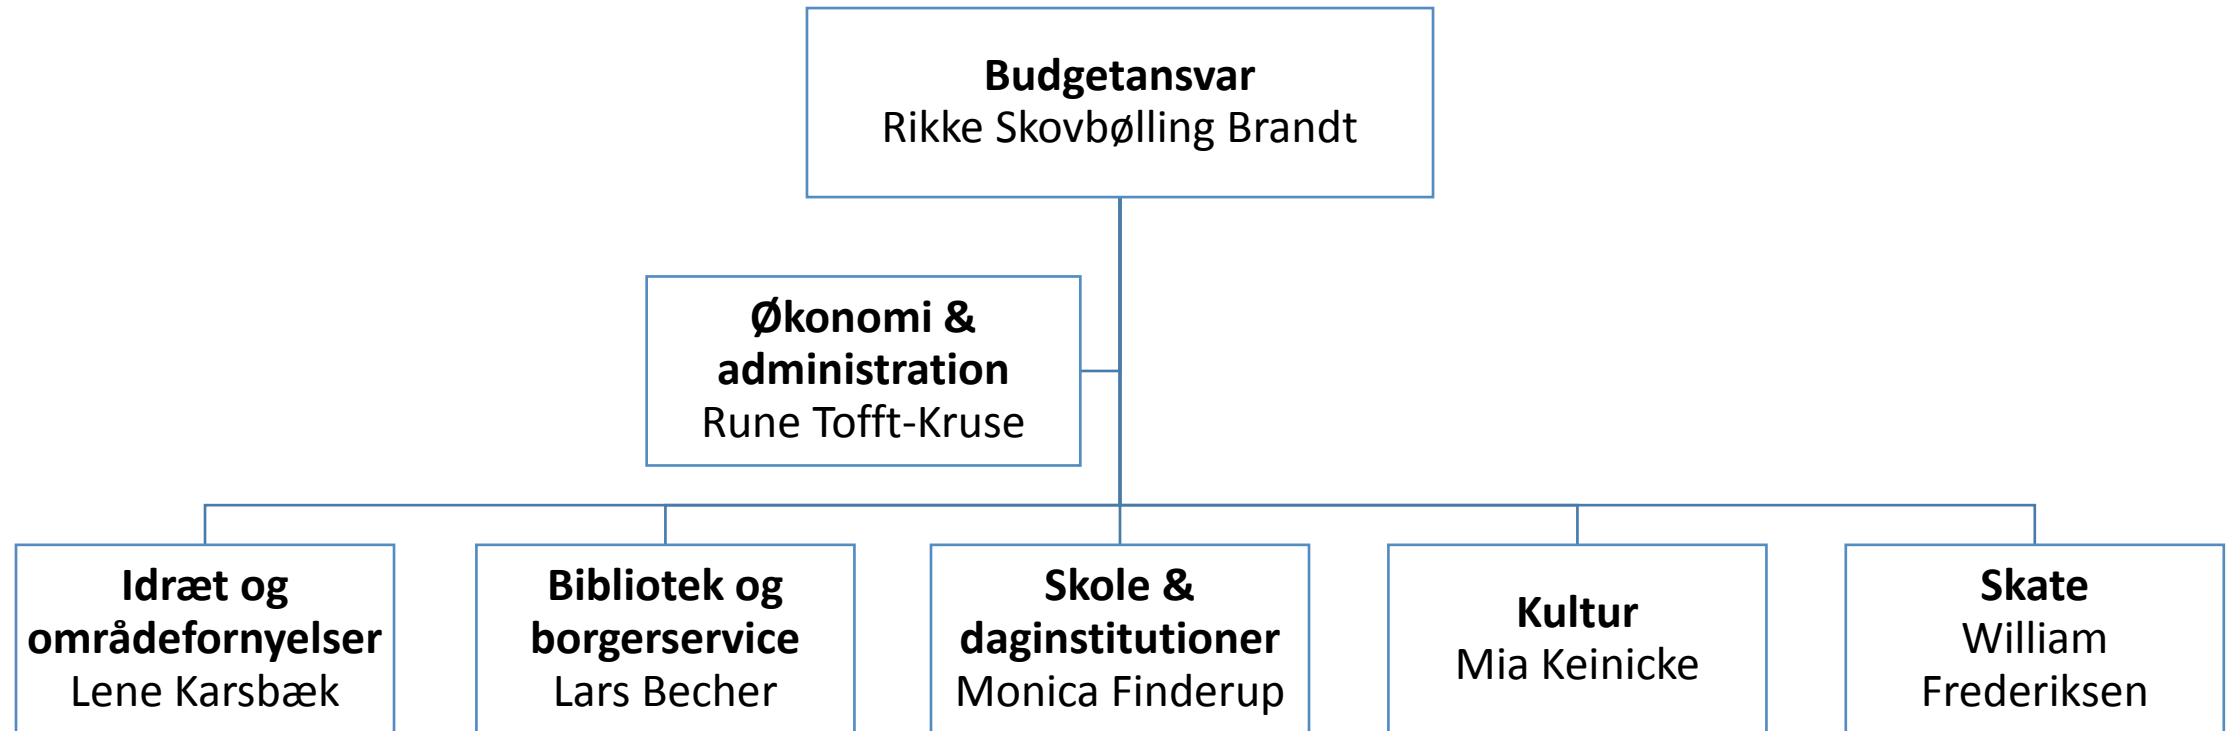 Budgetansvar
Rikke Skovbølling Brandt
Økonomi &
administration
Rune Tofft-Kruse
Idræt og
områdefornyelser
Lene Karsbæk
Bibliotek og
borgerservice
Lars Becher
Skole &
daginstitutioner
Monica Finderup
Kultur
Mia Keinicke
Skate
William
Frederiksen